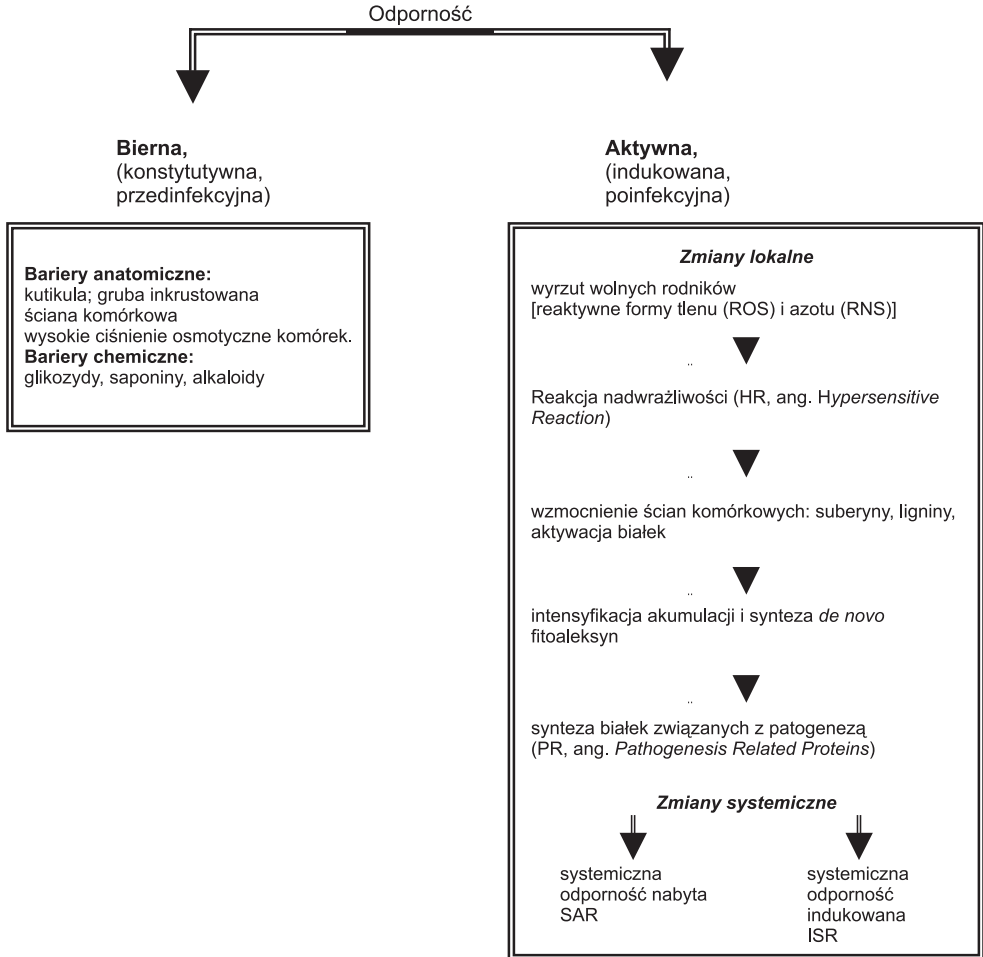 Odporność
Bierna,
(konstytutywna,
przedinfekcyjna)
Bariery anatomiczne:
kutikula; gruba inkrustowana
ściana komórkowa
wysokie ciśnienie osmotyczne komórek.
Bariery chemiczne:
glikozydy, saponiny, alkaloidy
Aktywna,
(indukowana,
poinfekcyjna)
Zmiany lokalne
wyrzut wolnych rodników
[reaktywne formy tlenu (ROS) i azotu (RNS)]
..
Reakcja nadwrażliwości (HR, ang. Hypersensitive
Reaction)
..
wzmocnienie ścian komórkowych: suberyny, ligniny,
aktywacja białek
..
intensyfikacja akumulacji i synteza de novo
fitoaleksyn
..
synteza białek związanych z patogenezą
(PR, ang. Pathogenesis Related Proteins)
Zmiany systemiczne
systemiczna
odporność nabyta
SAR
systemiczna
odporność
indukowana
ISR